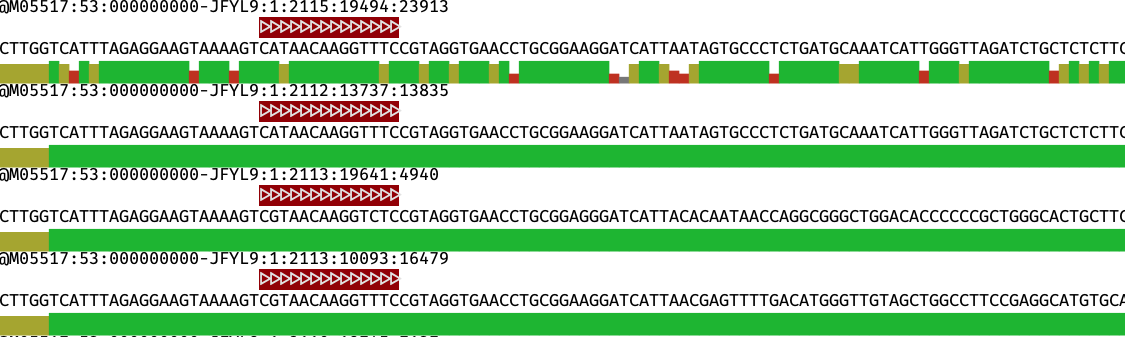 @M05517:53:000000000-JFYL9:1:2115:19494:23913
CTTGGTCATTTAGAGGAAGTAAAAGTCATAACAAGGTTTCCGTAGGTGAACCTGCGGAAGGATCATTAATAGTGCCCTCTGATGCAAATCATTGGGTTAGATCTGCTCTCTTC
@M05517:53:000000000-JFYL9:1:2112:13737:13835
CTTGGTCATTTAGAGGAAGTAAAAGTCATAACAAGGTTTCCGTAGGTGAACCTGCGGAAGGATCATTAATAGTGCCCTCTGATGCAAATCATTGGGTTAGATCTGCTCTCTTC
@M05517:53:000000000-JFYL9:1:2113:19641:4940
CTTGGTCATTTAGAGGAAGTAAAAGTCGTAACAAGGTCTCCGTAGGTGAACCTGCGGAGGGATCATTACACAATAACCAGGCGGGCTGGACACCCCCCGCTGGGCACTGCTTC
@M05517:53:000000000-JFYL9:1:2113:10093:16479
CTTGGTCATTTAGAGGAAGTAAAAGTCGTAACAAGGTTTCCGTAGGTGAACCTGCGGAAGGATCATTAACGAGTTTTGACATGGGTTGTAGCTGGCCTTCCGAGGCATGTGCA